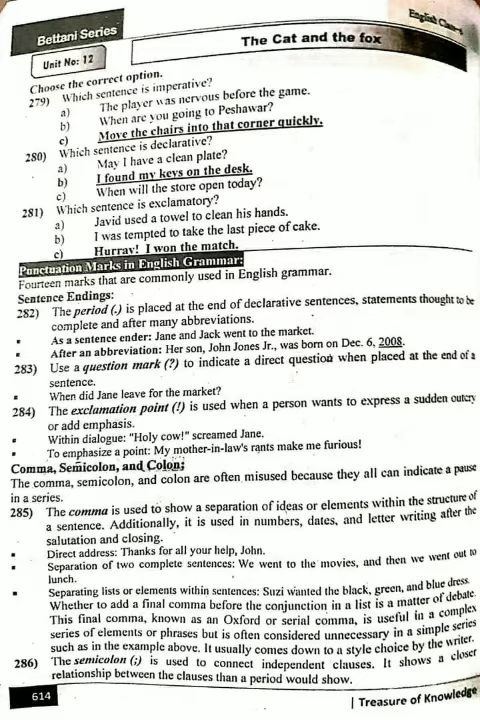 Bettani Series
English Class-
Unit No: 12
The Cat and the fox
Choose the correct option.
279) Which sentence is imperative?
a) The player was nervous before the game.
b) When are you going to Peshawar?
c) Move the chairs into that corner quickly.
280) Which sentence is declarative?
a) May I have a clean plate?
b) I found my keys on the desk.
c) When will the store open today?
281) Which sentence is exclamatory?
a) Javid used a towel to clean his hands.
b) I was tempted to take the last piece of cake.
c) Hurray! I won the match.
Punctuation Marks in English Grammar:
Fourteen marks that are commonly used in English grammar.
Sentence Endings:
282) The period (.) is placed at the end of declarative sentences, statements thought to be
complete and after many abbreviations.
▪ As a sentence ender: Jane and Jack went to the market.
▪ After an abbreviation: Her son, John Jones Jr., was born on Dec. 6, 2008.
283) Use a question mark (?) to indicate a direct question when placed at the end of a
sentence.
▪ When did Jane leave for the market?
284) The exclamation point (!) is used when a person wants to express a sudden outcry
or add emphasis.
▪ Within dialogue: "Holy cow!" screamed Jane.
▪ To emphasize a point: My mother-in-law's rants make me furious!
Comma, Semicolon, and Colon:
The comma, semicolon, and colon are often misused because they all can indicate a pause
in a series.
285) The comma is used to show a separation of ideas or elements within the structure of
a sentence. Additionally, it is used in numbers, dates, and letter writing after the
salutation and closing.
▪ Direct address: Thanks for all your help, John.
▪ Separation of two complete sentences: We went to the movies, and then we went out to
lunch.
▪ Separating lists or elements within sentences: Suzi wanted the black, green, and blue dress.
Whether to add a final comma before the conjunction in a list is a matter of debate.
This final comma, known as an Oxford or serial comma, is useful in a complex
series of elements or phrases but is often considered unnecessary in a simple series
such as in the example above. It usually comes down to a style choice by the writer.
286) The semicolon (;) is used to connect independent clauses. It shows a closer
relationship between the clauses than a period would show.
614
| Treasure of Knowledge